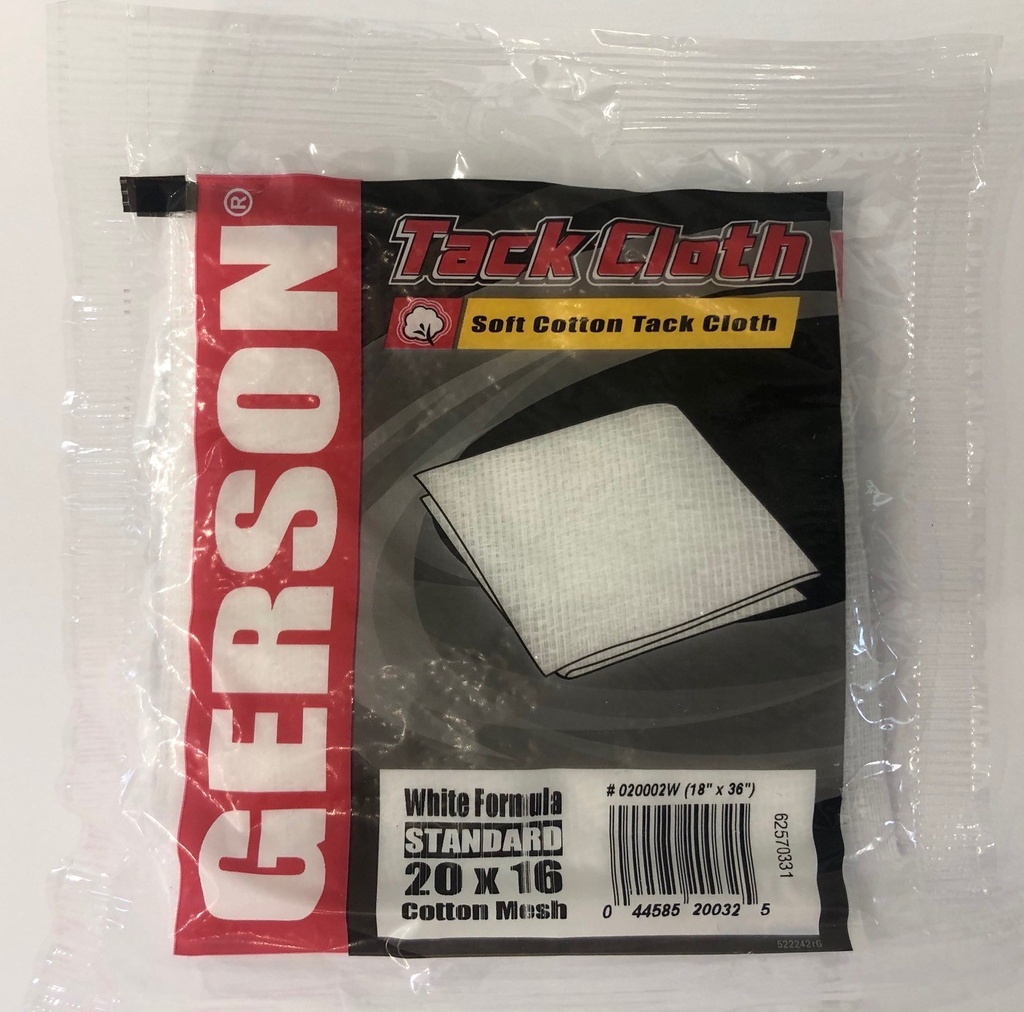 GERSON®
Tack Cloth
Soft Cotton Tack Cloth
White Formula
STANDARD
20 x 16
Cotton Mesh
# 020002W (18" x 36")
62570331
0 44585 20032 5
522242rG